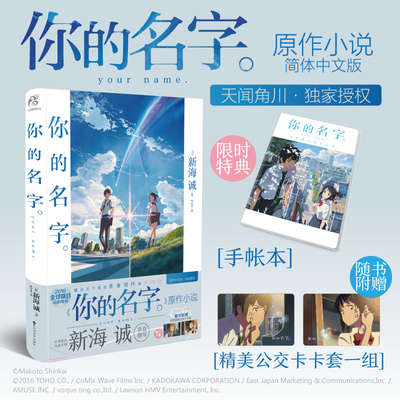 你的名字。
your name.
原作小说
简体中文版
天闻角川·独家授权
限时
特典
你的名字。
[手帐本]
你的名字。
你的名字。
新海 诚
新海诚
《你的名字。》原作小说
新海 诚
随书
附赠
[精美公交卡卡套一组]
©Makoto Shinkai
©2016 TOHO CO., / CoMix Wave Films Inc. / KADOKAWA CORPORATION / East Japan Marketing & Communications,Inc. /
AMUSE INC. / voque ting co.,ltd. / Lawson HMV Entertainment, Inc.